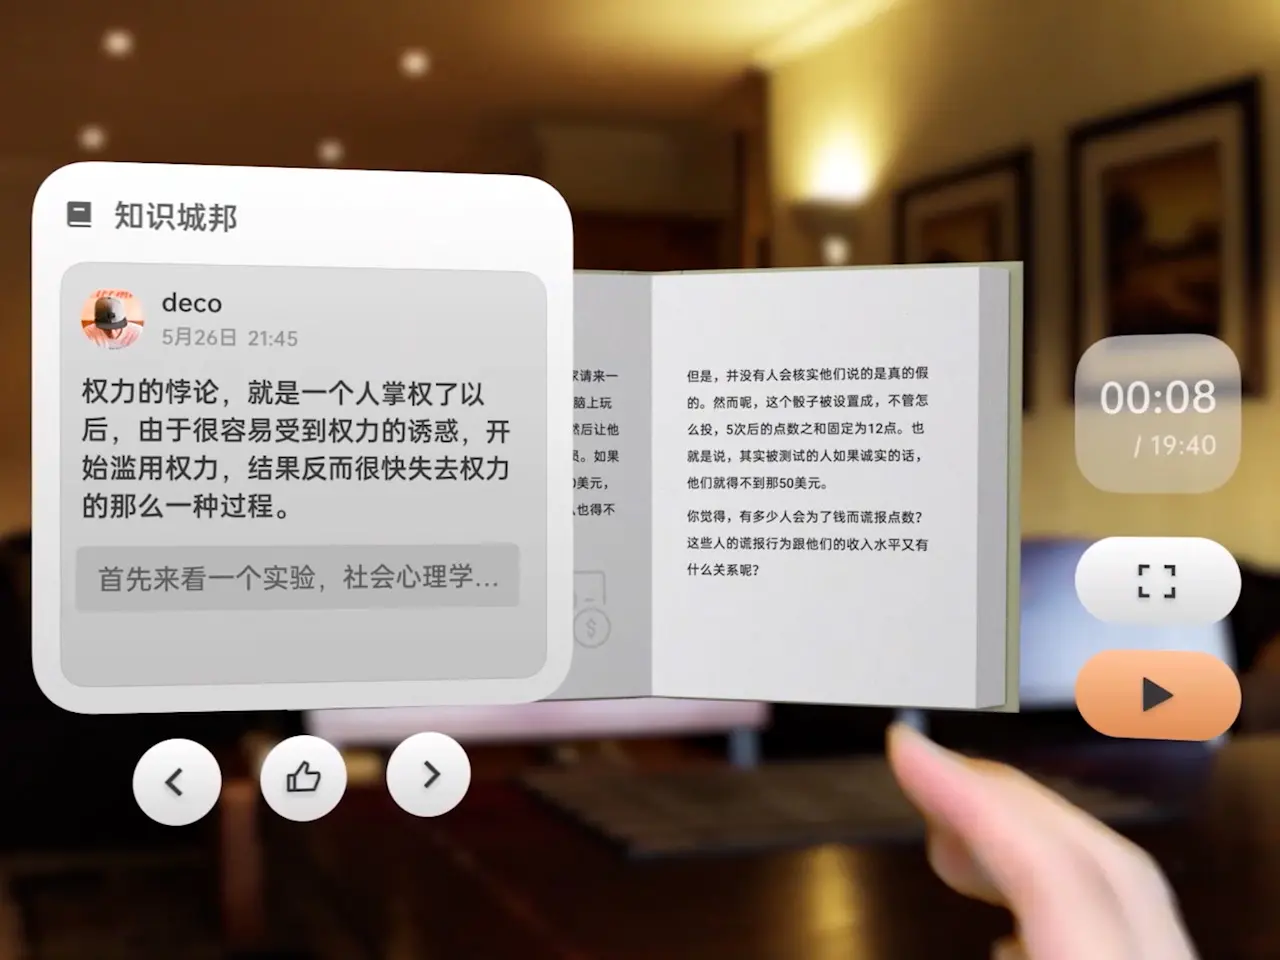 知识城邦
deco
5月26日 21:45
权力的悖论，就是一个人掌权了以
后，由于很容易受到权力的诱惑，开
始滥用权力，结果反而很快失去权力
的那么一种过程。
首先来看一个实验，社会心理学...
家请来一
脑上玩
然后让他
员。如果
0美元，
么也得不
但是，并没有人会核实他们说的是真的假
的。然而呢，这个骰子被设置成，不管怎
么投，5次后的点数之和固定为12点。也
就是说，其实被测试的人如果诚实的话，
他们就得不到那50美元。
你觉得，有多少人会为了钱而谎报点数？
这些人的谎报行为跟他们的收入水平又有
什么关系呢？
$
00:08
/ 19:40